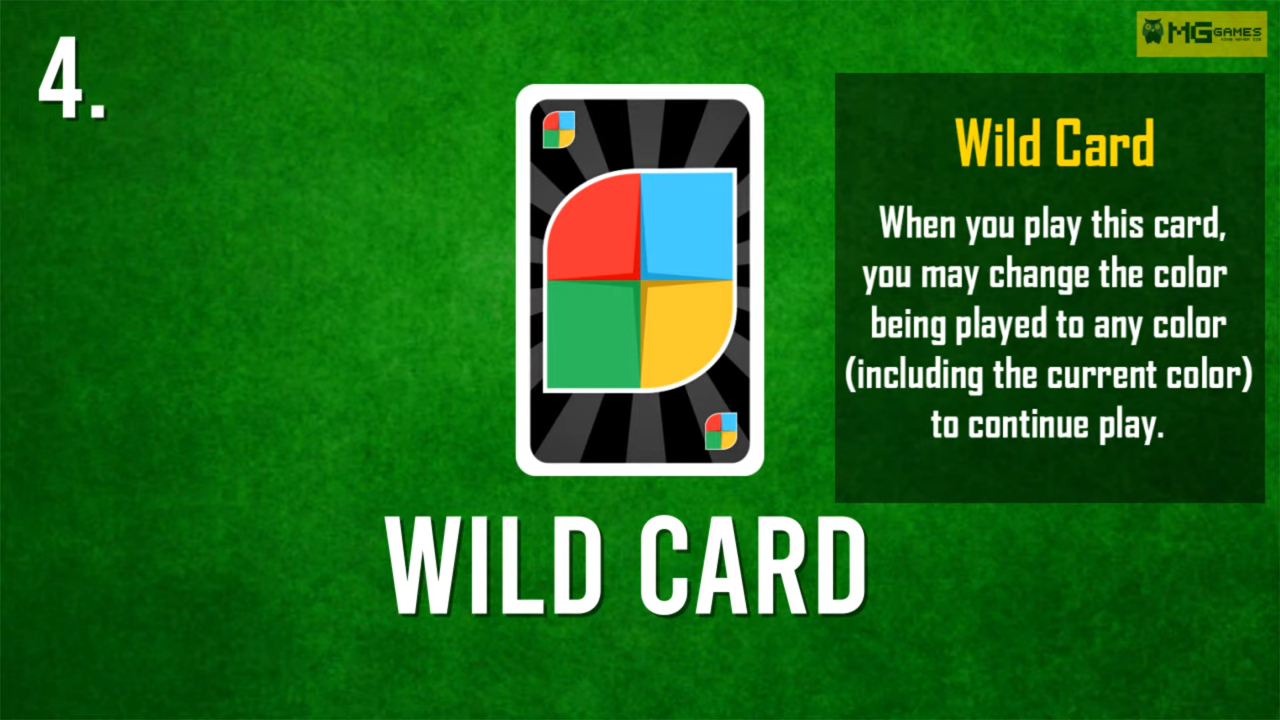 4.
MG GAMES
Wild Card
When you play this card,
you may change the color
being played to any color
(including the current color)
to continue play.
WILD CARD